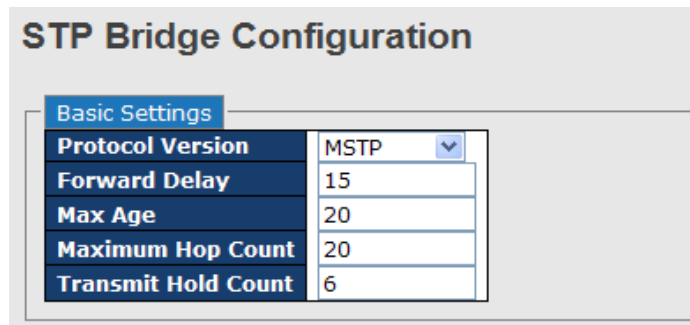 STP Bridge Configuration
Basic Settings
Protocol Version MSTP
Forward Delay 15
Max Age 20
Maximum Hop Count 20
Transmit Hold Count 6